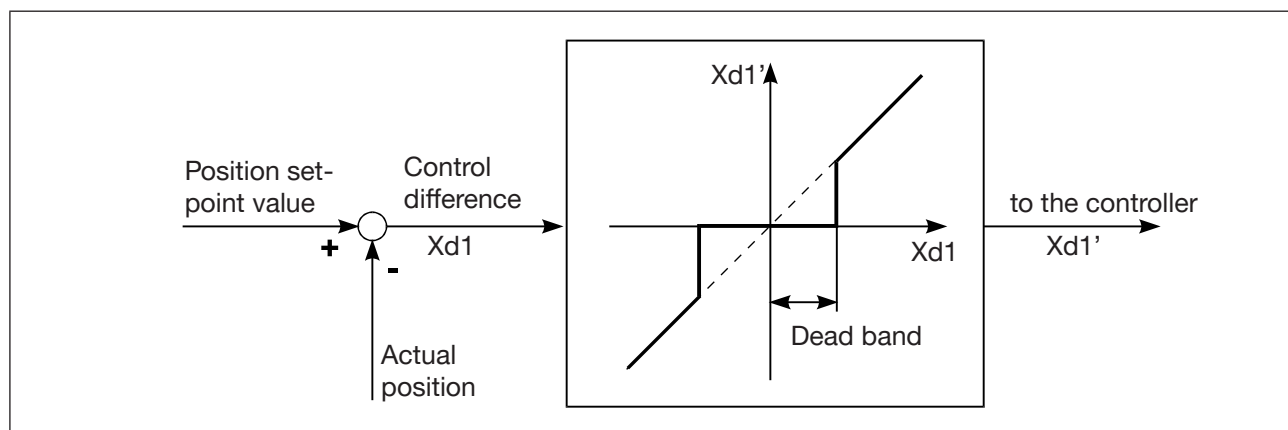 Position set-
point value
+
-
Actual
position
Control
difference
Xd1
Xd1’
Xd1
Dead band
to the controller
Xd1’